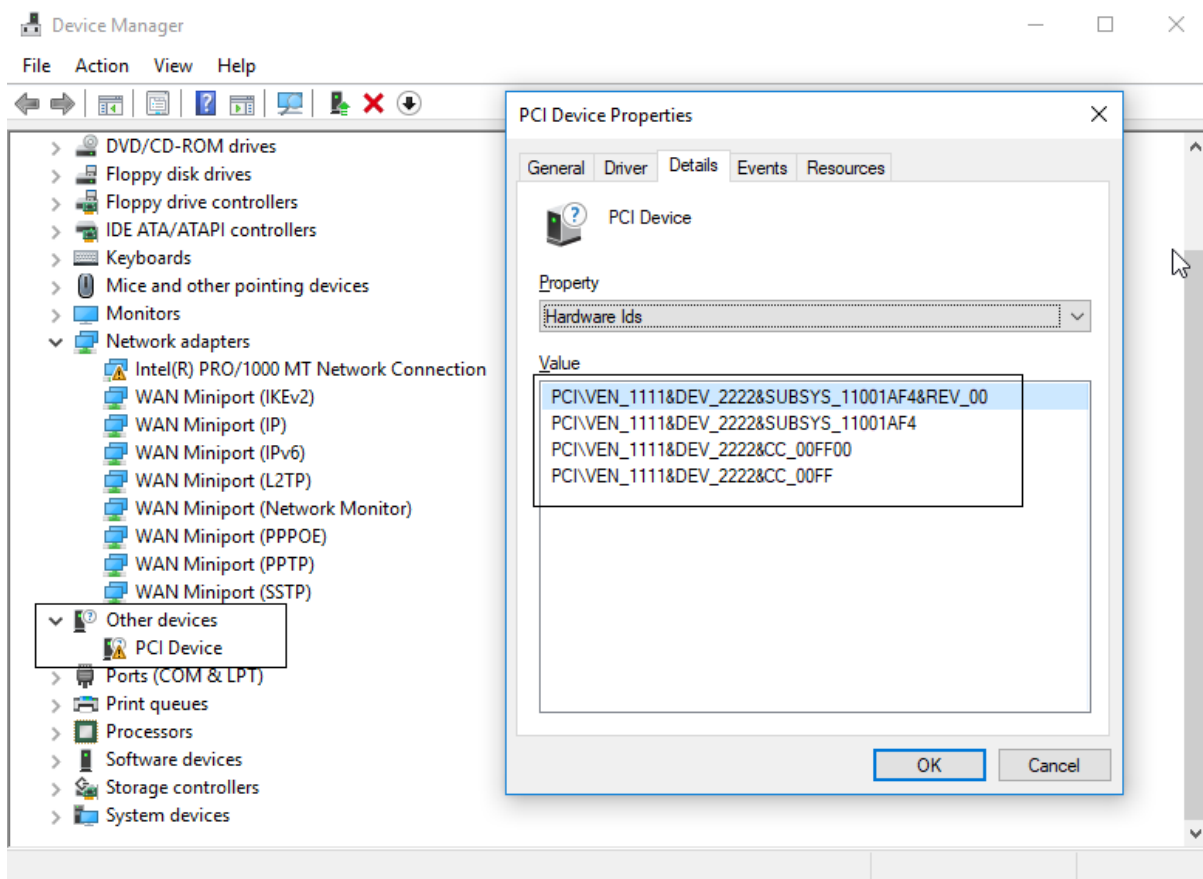 Device Manager
File Action View Help
DVD/CD-ROM drives
Floppy disk drives
Floppy drive controllers
IDE ATA/ATAPI controllers
Keyboards
Mice and other pointing devices
Monitors
Network adapters
Intel(R) PRO/1000 MT Network Connection
WAN Miniport (IKEv2)
WAN Miniport (IP)
WAN Miniport (IPv6)
WAN Miniport (L2TP)
WAN Miniport (Network Monitor)
WAN Miniport (PPPOE)
WAN Miniport (PPTP)
WAN Miniport (SSTP)
Other devices
PCI Device
Ports (COM & LPT)
Print queues
Processors
Software devices
Storage controllers
System devices
PCI Device Properties
General Driver Details Events Resources
PCI Device
Property
Hardware Ids
Value
PCI\VEN_1111&DEV_2222&SUBSYS_11001AF4&REV_00
PCI\VEN_1111&DEV_2222&SUBSYS_11001AF4
PCI\VEN_1111&DEV_2222&CC_00FF00
PCI\VEN_1111&DEV_2222&CC_00FF
OK Cancel